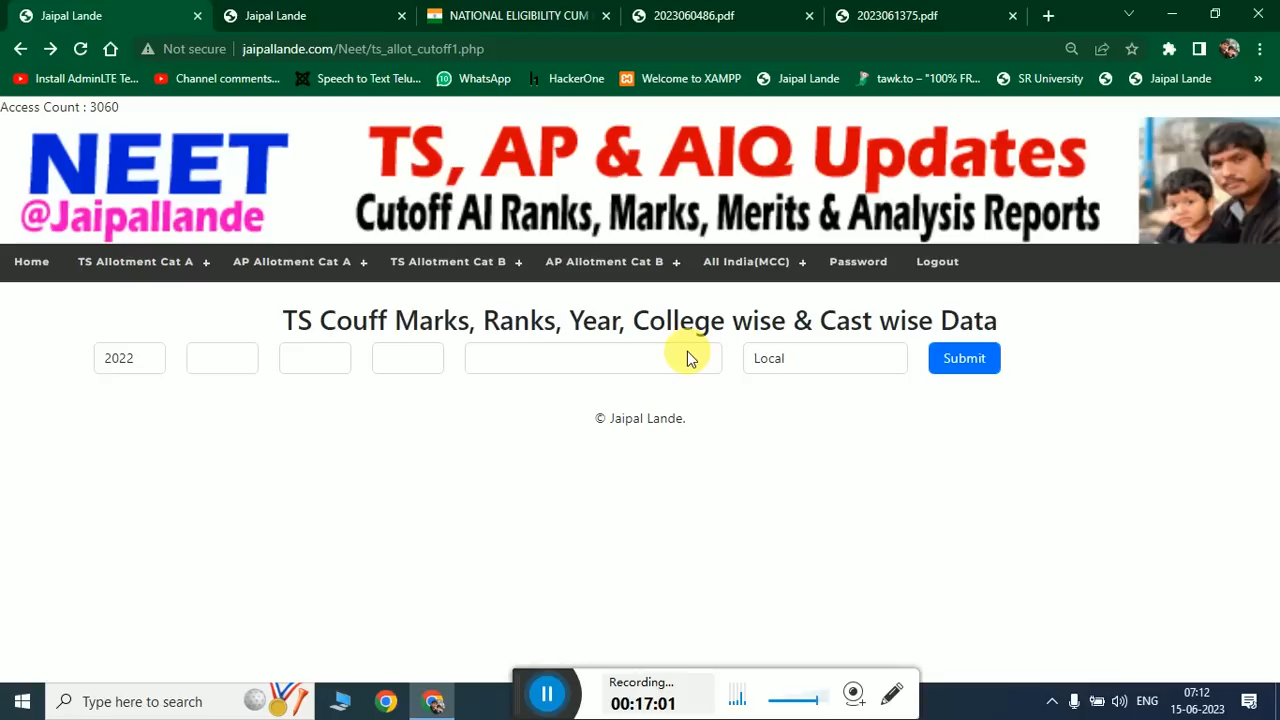 Jaipal Lande
Jaipal Lande
NATIONAL ELIGIBILITY CUM
2023060486.pdf
2023061375.pdf
Not secure
jaipallande.com/Neet/ts_allot_cutoff1.php
Install AdminLTE Te...
Channel comments...
Speech to Text Telu...
10
WhatsApp
HackerOne
Welcome to XAMPP
Jaipal Lande
tawk.to – "100% FR...
SR University
Jaipal Lande
»
Access Count : 3060
NEET
@Jaipallande
TS, AP & AIQ Updates
Cutoff AI Ranks, Marks, Merits & Analysis Reports
Home
TS Allotment Cat A +
AP Allotment Cat A +
TS Allotment Cat B +
AP Allotment Cat B +
All India(MCC) +
Password
Logout
TS Couff Marks, Ranks, Year, College wise & Cast wise Data
2022
Local
Submit
© Jaipal Lande.
Recording...
00:17:01
Type here to search
ENG
07:12
15-06-2023